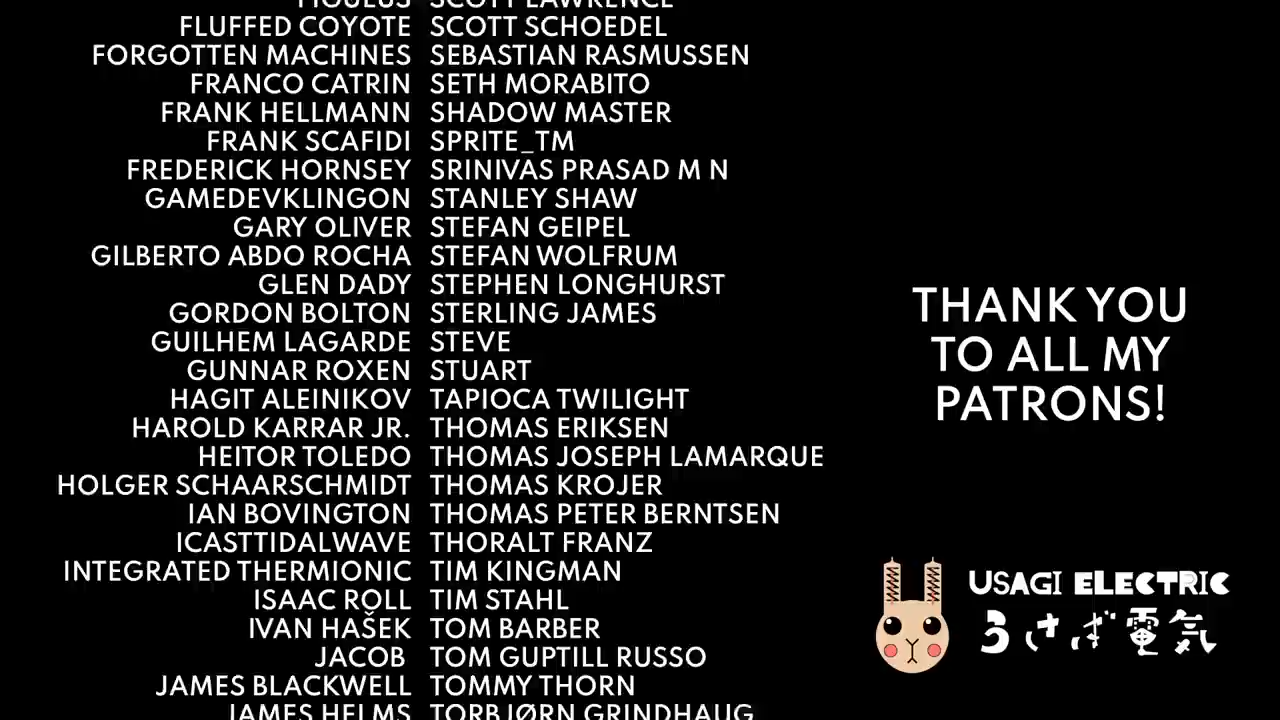 FLUFFED COYOTE SCOTT SCHOEDEL
FORGOTTEN MACHINES SEBASTIAN RASMUSSEN
FRANCO CATRIN SETH MORABITO
FRANK HELLMANN SHADOW MASTER
FRANK SCAFIDI SPRITE_TM
FREDERICK HORNSEY SRINIVAS PRASAD M N
GAMEDEVKLINGON STANLEY SHAW
GARY OLIVER STEFAN GEIPEL
GILBERTO ABDO ROCHA STEFAN WOLFRUM
GLEN DADY STEPHEN LONGHURST
GORDON BOLTON STERLING JAMES
GUILHEM LAGARDE STEVE
GUNNAR ROXEN STUART
HAGIT ALEINIKOV TAPIOCA TWILIGHT
HAROLD KARRAR JR. THOMAS ERIKSEN
HEITOR TOLEDO THOMAS JOSEPH LAMARQUE
HOLGER SCHAARSCHMIDT THOMAS KROJER
IAN BOVINGTON THOMAS PETER BERNTSEN
ICASTTIDALWAVE THORALT FRANZ
INTEGRATED THERMIONIC TIM KINGMAN
ISAAC ROLL TIM STAHL
IVAN HAŠEK TOM BARBER
JACOB TOM GUPTILL RUSSO
JAMES BLACKWELL TOMMY THORN
JAMES HELMS TORBJØRN GRINDHAUG
THANK YOU
TO ALL MY
PATRONS!
USAGI ELECTRIC
うさぎ電気